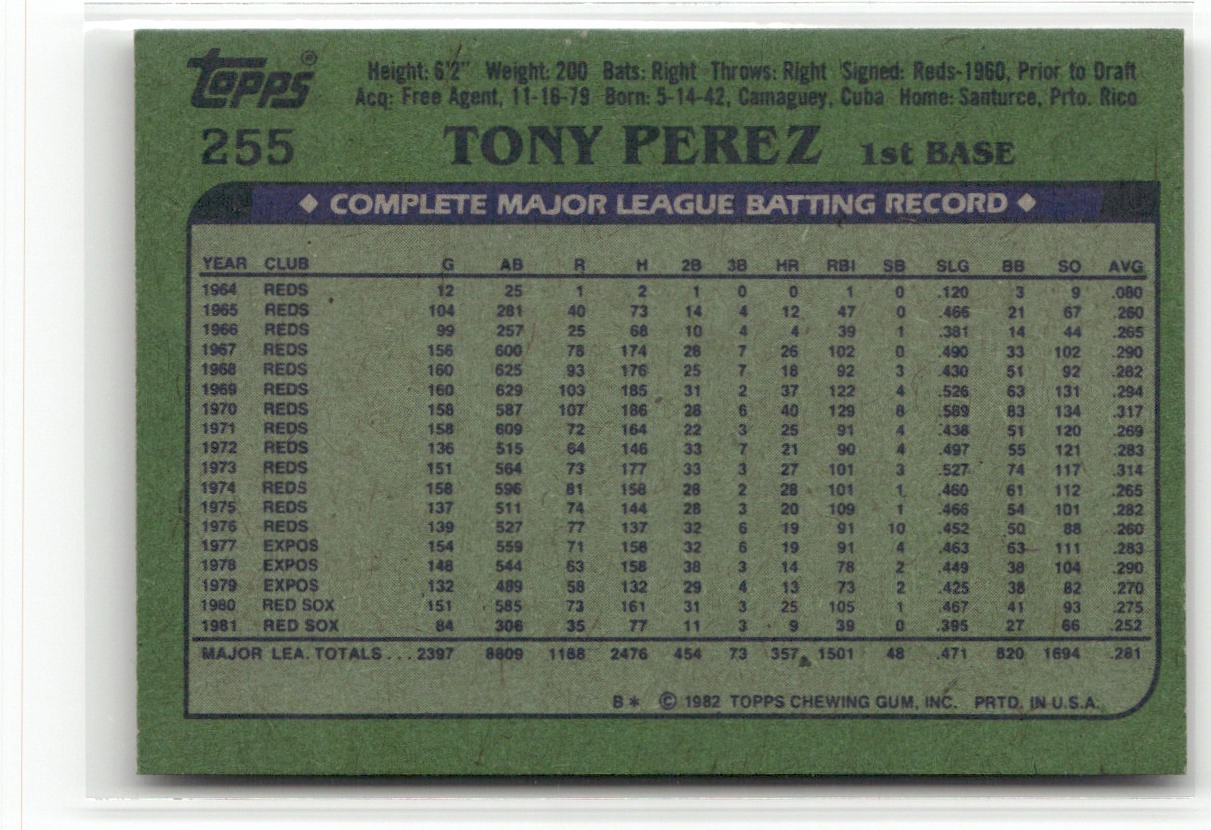 Topps®
Height: 6'2" Weight: 200 Bats: Right Throws: Right Signed: Reds-1960, Prior to Draft
Acq: Free Agent, 11-16-79 Born: 5-14-42, Camaguey, Cuba Home: Santurce, Prto. Rico
255 TONY PEREZ 1st BASE
◆ COMPLETE MAJOR LEAGUE BATTING RECORD ◆
YEAR CLUB G AB R H 2B 3B HR RBI SB SLG BB SO AVG
1964 REDS 12 25 1 2 1 0 0 1 0 .120 3 9 .080
1965 REDS 104 281 40 73 14 4 12 47 0 .466 21 67 .260
1966 REDS 99 257 25 68 10 4 4 39 1 .381 14 44 .265
1967 REDS 156 600 78 174 28 7 26 102 0 .490 33 102 .290
1968 REDS 160 625 93 176 25 7 18 92 3 .430 51 92 .282
1969 REDS 160 629 103 185 31 2 37 122 4 .526 63 131 .294
1970 REDS 158 587 107 186 28 6 40 129 8 .589 83 134 .317
1971 REDS 158 609 72 164 22 3 25 91 4 .438 51 120 .269
1972 REDS 136 515 64 146 33 7 21 90 4 .497 55 121 .283
1973 REDS 151 564 73 177 33 3 27 101 3 .527 74 117 .314
1974 REDS 158 596 81 158 28 2 28 101 1 .460 61 112 .265
1975 REDS 137 511 74 144 28 3 20 109 1 .466 54 101 .282
1976 REDS 139 527 77 137 32 6 19 91 10 .452 50 88 .260
1977 EXPOS 154 559 71 158 32 6 19 91 4 .463 63 111 .283
1978 EXPOS 148 544 63 158 38 3 14 78 2 .449 38 104 .290
1979 EXPOS 132 489 58 132 29 4 13 73 2 .425 38 82 .270
1980 RED SOX 151 585 73 161 31 3 25 105 1 .467 41 93 .275
1981 RED SOX 84 306 35 77 11 3 9 39 0 .395 27 66 .252
MAJOR LEA. TOTALS...2397 8809 1188 2476 454 73 357 1501 48 .471 820 1694 .281
B* © 1982 TOPPS CHEWING GUM, INC. PRTD. IN U.S.A.